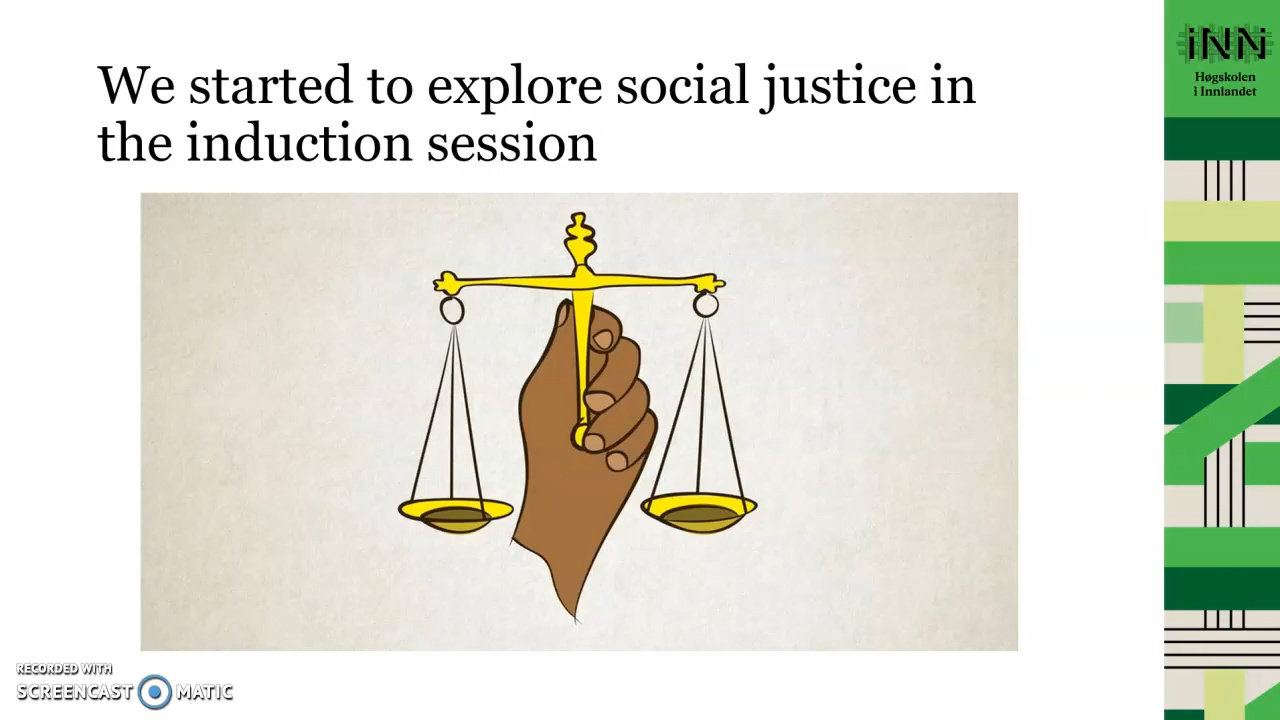 We started to explore social justice in
the induction session
iNN
Høgskolen
i Innlandet
RECORDED WITH
SCREENCAST MATIC